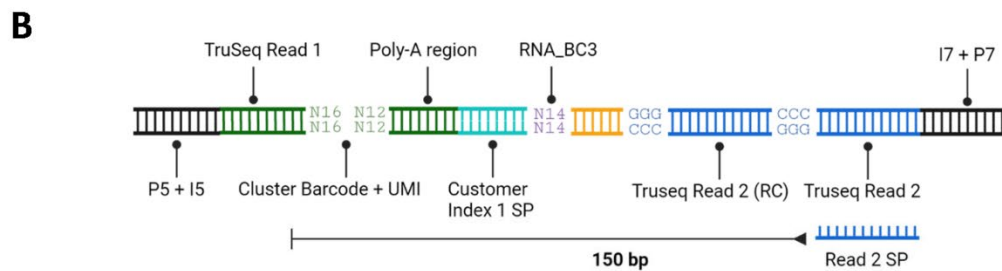 B
TruSeq Read 1
Poly-A region
RNA_BC3
I7 + P7
N16 N12
N14
GGG
CCC
N16 N12
N14
CCC
GGG
P5 + I5
Cluster Barcode + UMI
Customer
Index 1 SP
Truseq Read 2 (RC)
Truseq Read 2
150 bp
Read 2 SP